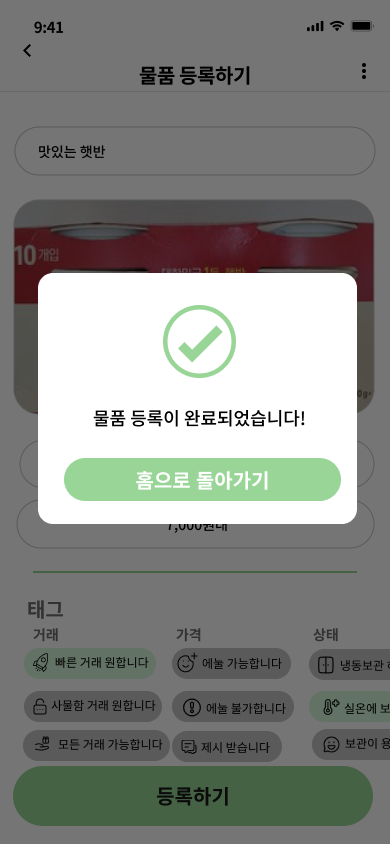 9:41
물품 등록하기
맛있는 햇반
10개입
물품 등록이 완료되었습니다!
홈으로 돌아가기
7,000원대
태그
거래 가격 상태
빠른 거래 원합니다 에눌 가능합니다 냉동보관
사물함 거래 원합니다 에눌 불가합니다 실온에 보
모든 거래 가능합니다 제시 받습니다 보관이 용
등록하기